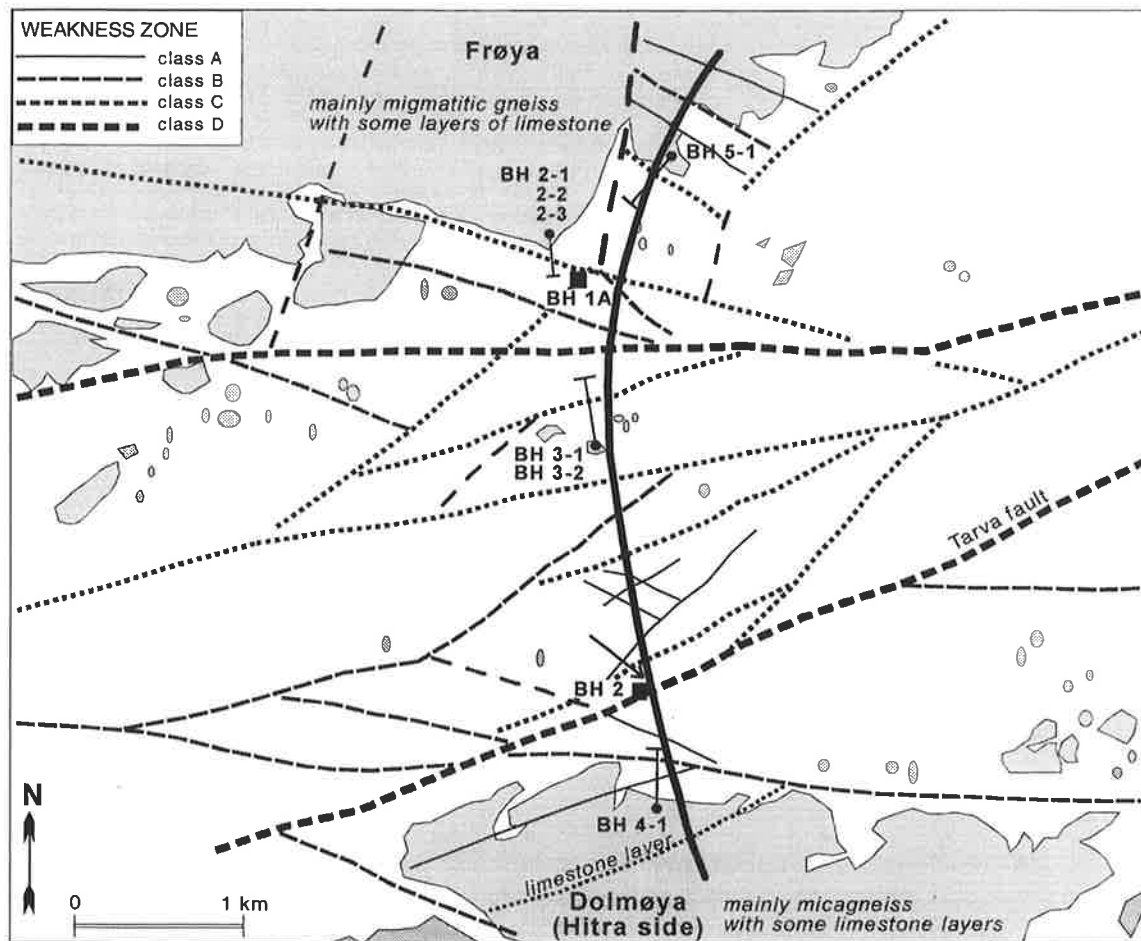 WEAKNESS ZONE
class A
class B
class C
class D
Frøya
mainly migmatitic gneiss
with some layers of limestone
BH 5-1
BH 2-1
2-2
2-3
BH 1A
BH 3-1
BH 3-2
Tarva fault
BH 2
N
BH 4-1
limestone layer
0 1 km
Dolmøya
(Hitra side)
mainly micagneiss
with some limestone layers